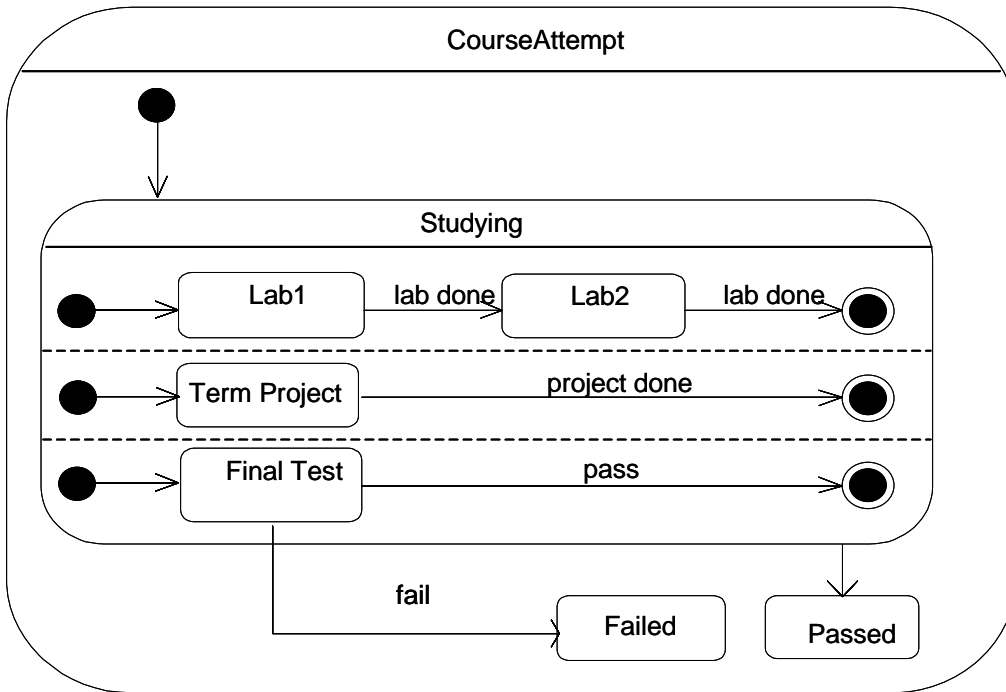 CourseAttempt
Studying
Lab1
lab done
Lab2
lab done
Term Project
project done
Final Test
pass
fail
Failed
Passed